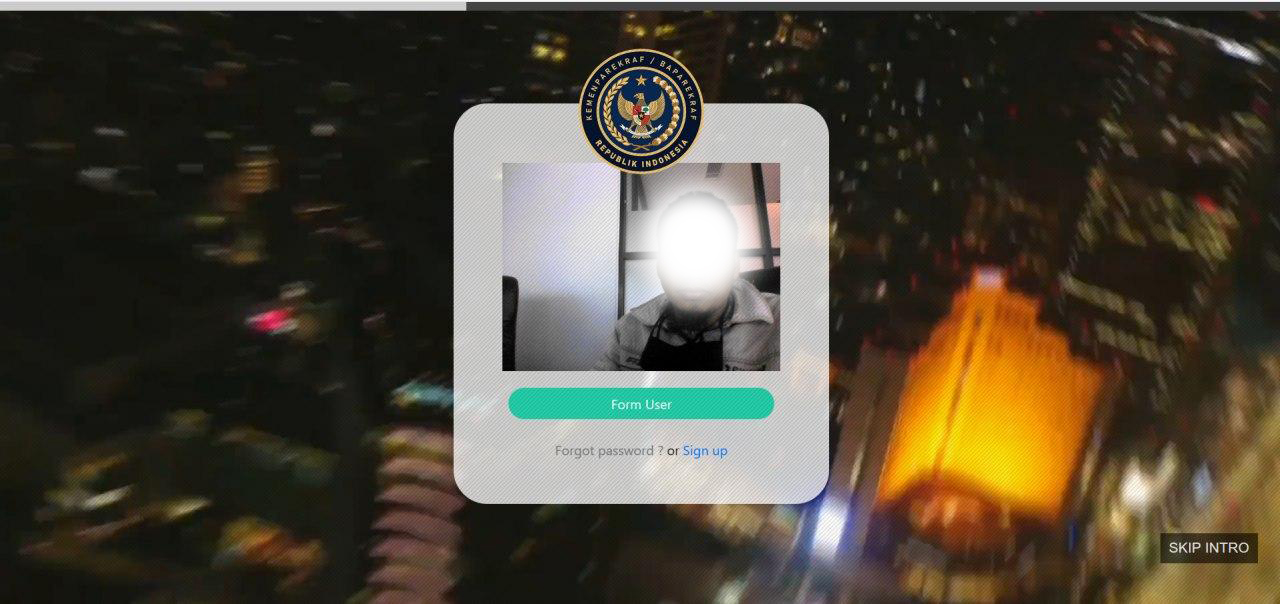 KEMENPAREKRAF / BAPAREKRAF
REPUBLIK INDONESIA
Form User
Forgot password ? or Sign up
SKIP INTRO